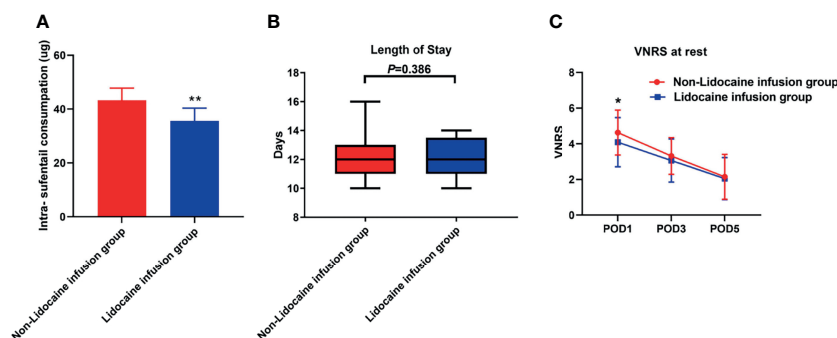 A
Intra- sufentail consumpation (ug)
60
40
20
0
**
Non-Lidocaine infusion group
Lidocaine infusion group
B
Length of Stay
P=0.386
Days
18
16
14
12
10
8
Non-Lidocaine infusion group
Lidocaine infusion group
C
VNRS at rest
Non-Lidocaine infusion group
Lidocaine infusion group
*
VNRS
8
6
4
2
0
POD1 POD3 POD5